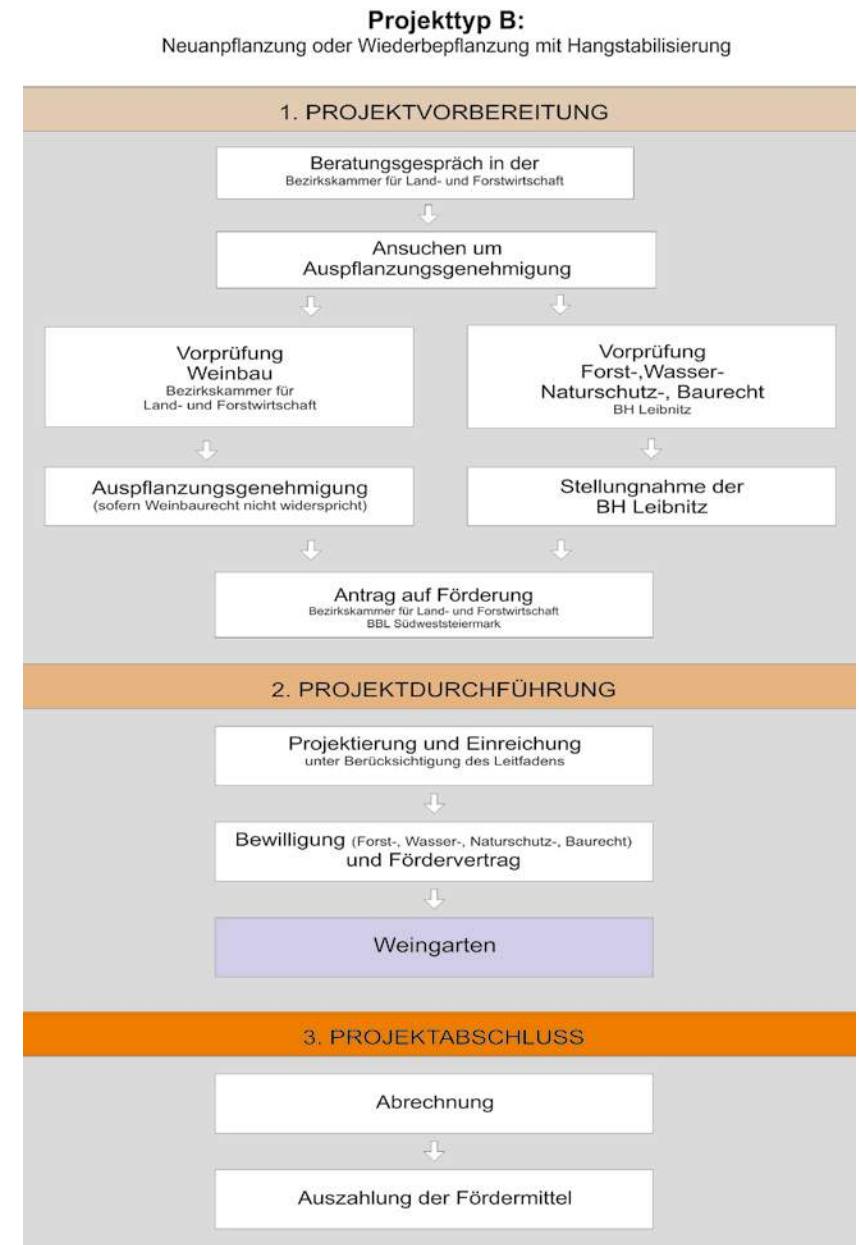 Projekttyp B:
Neuanpflanzung oder Wiederbepflanzung mit Hangstabilisierung
1. PROJEKTVORBEREITUNG
Beratungsgespräch in der
Bezirkskammer für Land- und Forstwirtschaft
Ansuchen um
Auspflanzungsgenehmigung
Vorprüfung
Weinbau
Bezirkskammer für
Land- und Forstwirtschaft
Vorprüfung
Forst-,Wasser-
Naturschutz-, Baurecht
BH Leibnitz
Auspflanzungsgenehmigung
(sofern Weinbaurecht nicht widerspricht)
Stellungnahme der
BH Leibnitz
Antrag auf Förderung
Bezirkskammer für Land- und Forstwirtschaft
BBL Südweststeiermark
2. PROJEKTDURCHFÜHRUNG
Projektierung und Einreichung
unter Berücksichtigung des Leitfadens
Bewilligung (Forst-, Wasser-, Naturschutz-, Baurecht)
und Fördervertrag
Weingarten
3. PROJEKTABSCHLUSS
Abrechnung
Auszahlung der Fördermittel